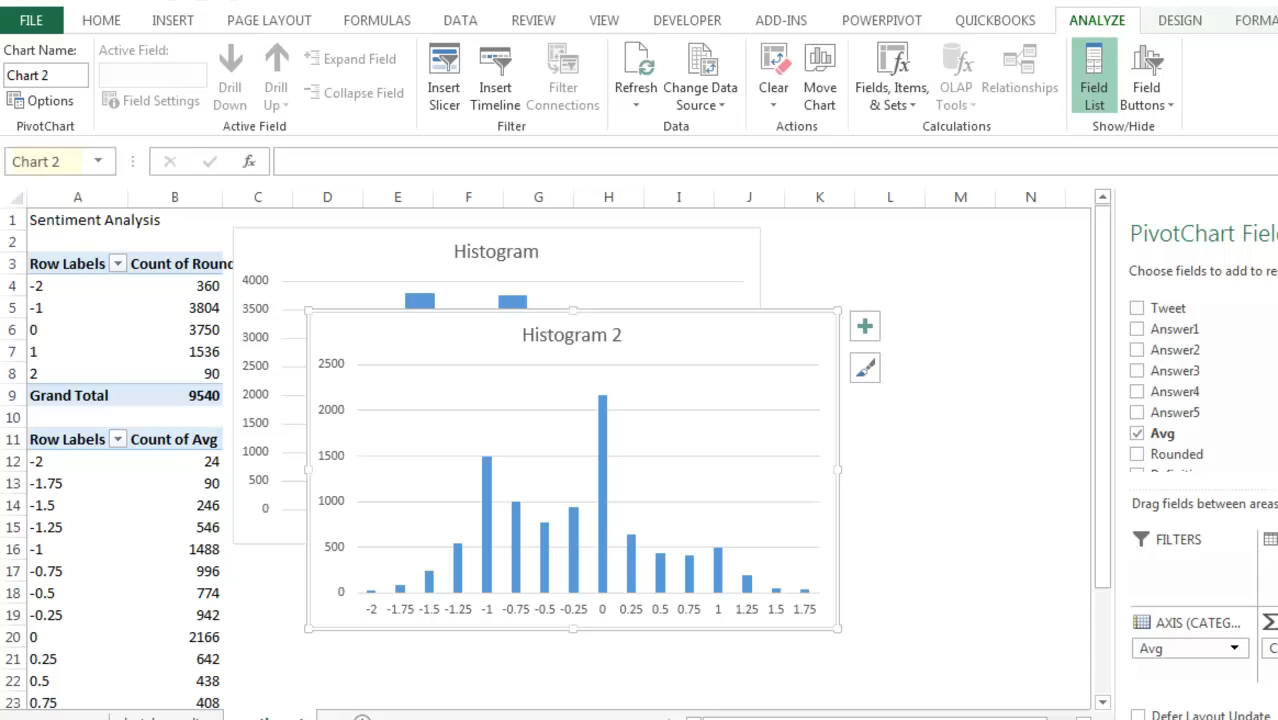 FILE HOME INSERT PAGE LAYOUT FORMULAS DATA REVIEW VIEW DEVELOPER ADD-INS POWERPIVOT QUICKBOOKS ANALYZE DESIGN FORMA
Chart Name:
Chart 2
Options
PivotChart
Active Field:
Field Settings
Drill Down
Drill Up
Expand Field
Collapse Field
Active Field
Insert Slicer
Insert Timeline
Filter Connections
Filter
Refresh
Change Data Source
Data
Clear
Move Chart
Actions
Fields, Items, & Sets
OLAP Tools
Relationships
Calculations
Field List
Field Buttons
Show/Hide
Chart 2
fx
A B C D E F G H I J K L M N
1 Sentiment Analysis
2
3 Row Labels Count of Round
4 -2 360
5 -1 3804
6 0 3750
7 1 1536
8 2 90
9 Grand Total 9540
10
11 Row Labels Count of Avg
12 -2 24
13 -1.75 90
14 -1.5 246
15 -1.25 546
16 -1 1488
17 -0.75 996
18 -0.5 774
19 -0.25 942
20 0 2166
21 0.25 642
22 0.5 438
23 0.75 408
Histogram
4000
3500
3000
2500
2000
1500
1000
500
0
Histogram 2
2500
2000
1500
1000
500
0
-2 -1.75 -1.5 -1.25 -1 -0.75 -0.5 -0.25 0 0.25 0.5 0.75 1 1.25 1.5 1.75
PivotChart Fiel
Choose fields to add to re
Tweet
Answer1
Answer2
Answer3
Answer4
Answer5
Avg
Rounded
Drag fields between areas
FILTERS
AXIS (CATEG...
Σ
Avg
C
Defer Layout Update